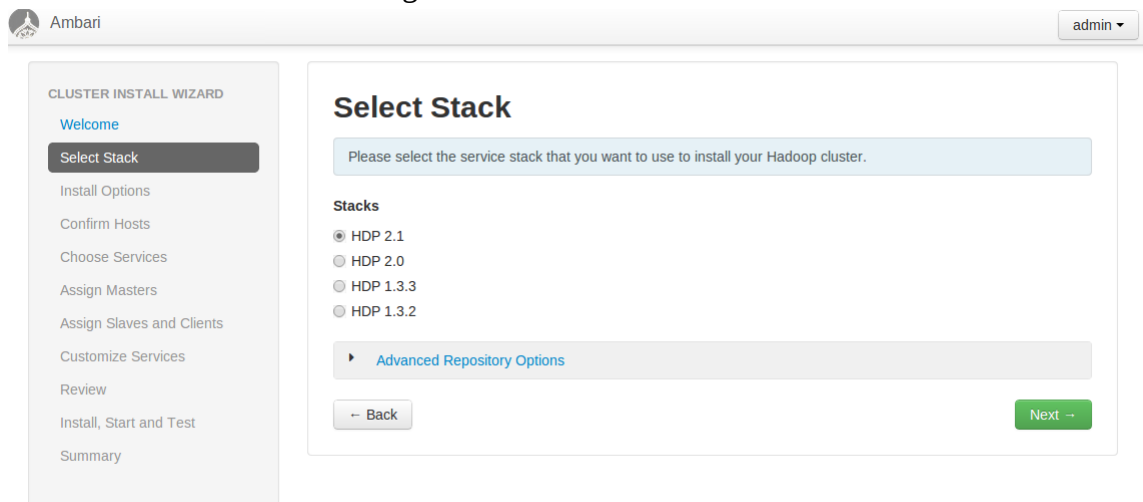 Ambari
admin
CLUSTER INSTALL WIZARD
Welcome
Select Stack
Install Options
Confirm Hosts
Choose Services
Assign Masters
Assign Slaves and Clients
Customize Services
Review
Install, Start and Test
Summary
Select Stack
Please select the service stack that you want to use to install your Hadoop cluster.
Stacks
HDP 2.1
HDP 2.0
HDP 1.3.3
HDP 1.3.2
Advanced Repository Options
← Back
Next →